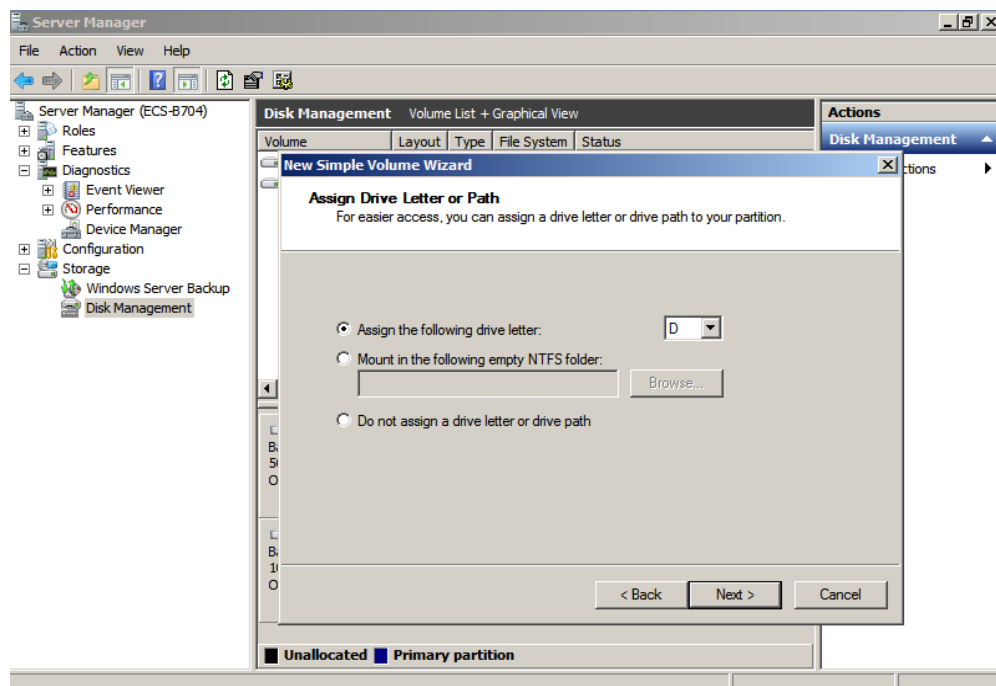 Server Manager
File Action View Help
Server Manager (ECS-B704)
Roles
Features
Diagnostics
Event Viewer
Performance
Device Manager
Configuration
Storage
Windows Server Backup
Disk Management
Disk Management Volume List + Graphical View
Volume Layout Type File System Status
Actions
Disk Management
New Simple Volume Wizard
Assign Drive Letter or Path
For easier access, you can assign a drive letter or drive path to your partition.
Assign the following drive letter: D
Mount in the following empty NTFS folder:
Browse...
Do not assign a drive letter or drive path
< Back Next > Cancel
Unallocated Primary partition